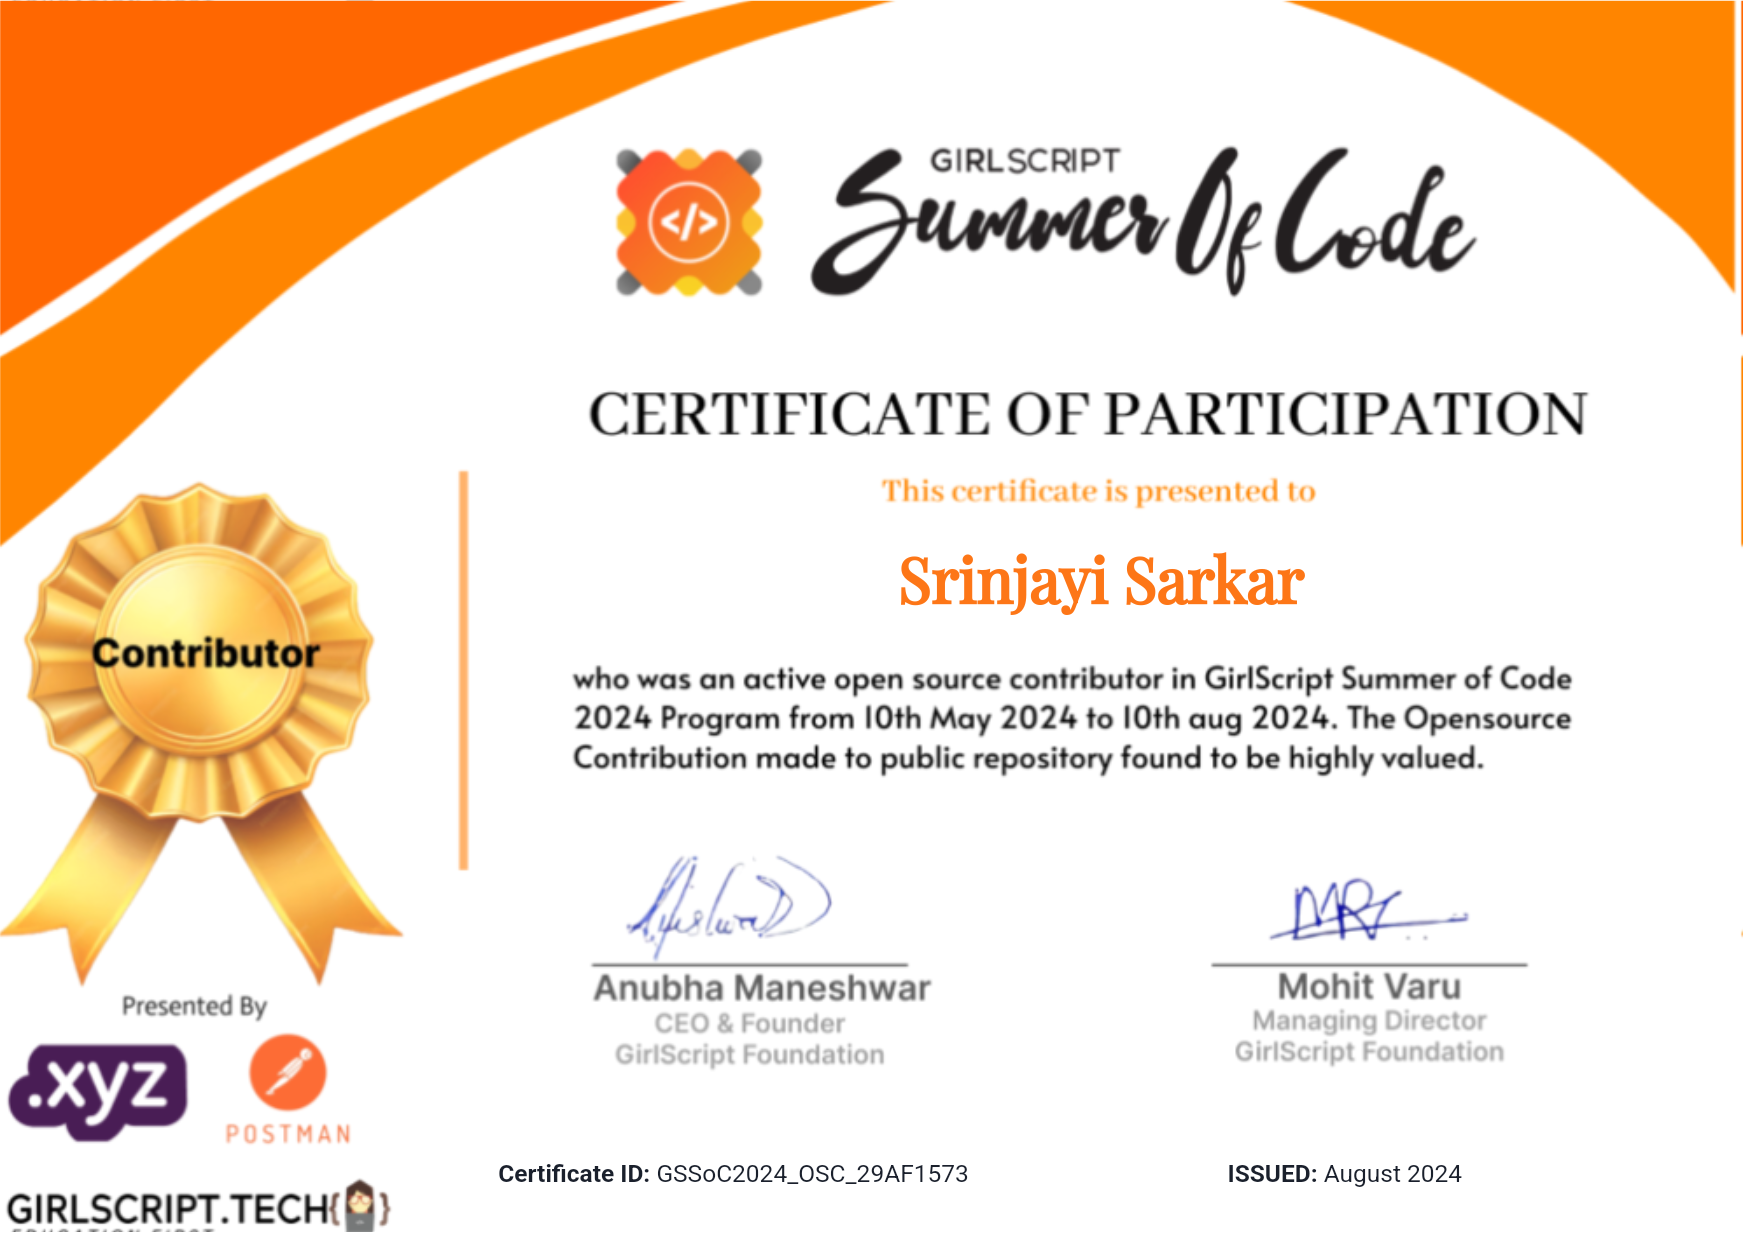 GIRLSCRIPT
Summer Of Code
</>
CERTIFICATE OF PARTICIPATION
This certificate is presented to
Srinjayi Sarkar
who was an active open source contributor in GirlScript Summer of Code
2024 Program from 10th May 2024 to 10th aug 2024. The Opensource
Contribution made to public repository found to be highly valued.
Contributor
Anubha Maneshwar
CEO & Founder
GirlScript Foundation
Mohit Varu
Managing Director
GirlScript Foundation
Presented By
.xyz
POSTMAN
GIRLSCRIPT.TECH{ }
Certificate ID: GSSoC2024_OSC_29AF1573
ISSUED: August 2024